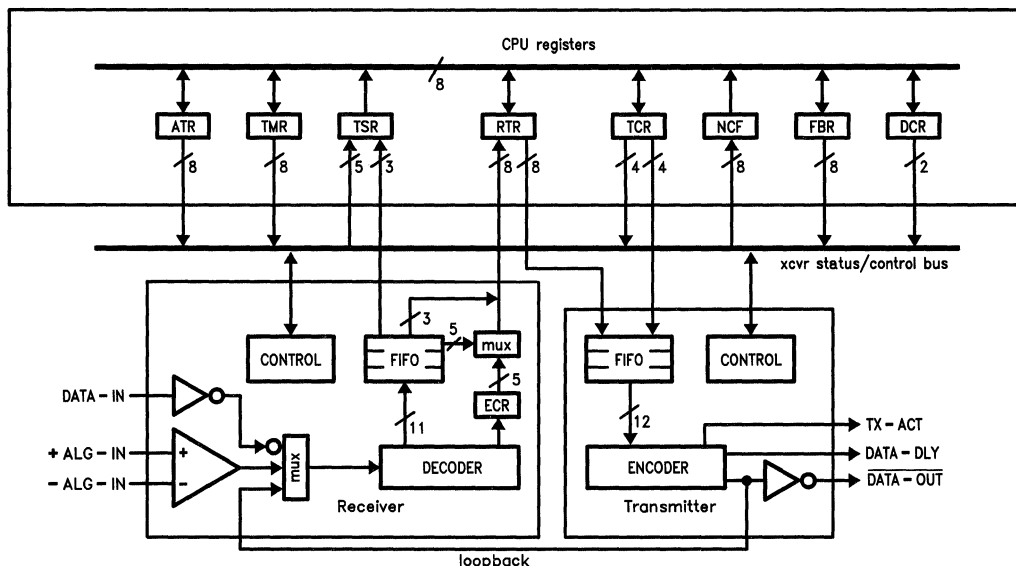 CPU registers
8
ATR
TMR
TSR
RTR
TCR
NCF
FBR
DCR
8
8
5
3
8
8
4
4
8
8
2
xcvr status/control bus
3
CONTROL
FIFO
5
mux
FIFO
CONTROL
5
DATA-IN
11
ECR
12
TX-ACT
+ ALG-IN
+
mux
DECODER
ENCODER
DATA-DLY
- ALG-IN
-
DATA-OUT
Receiver
Transmitter
loopback